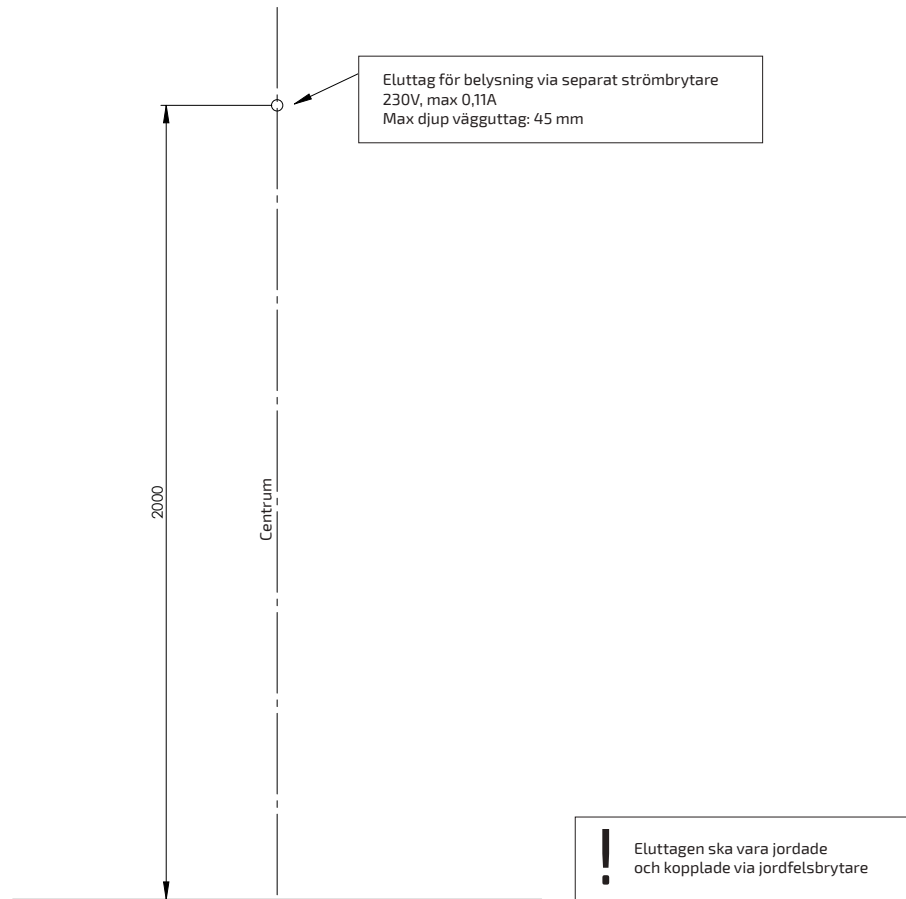 Eluttag för belysning via separat strömbrytare
230V, max 0,11A
Max djup vägguttag: 45 mm
2000
Centrum
! Eluttagen ska vara jordade
och kopplade via jordfelsbrytare